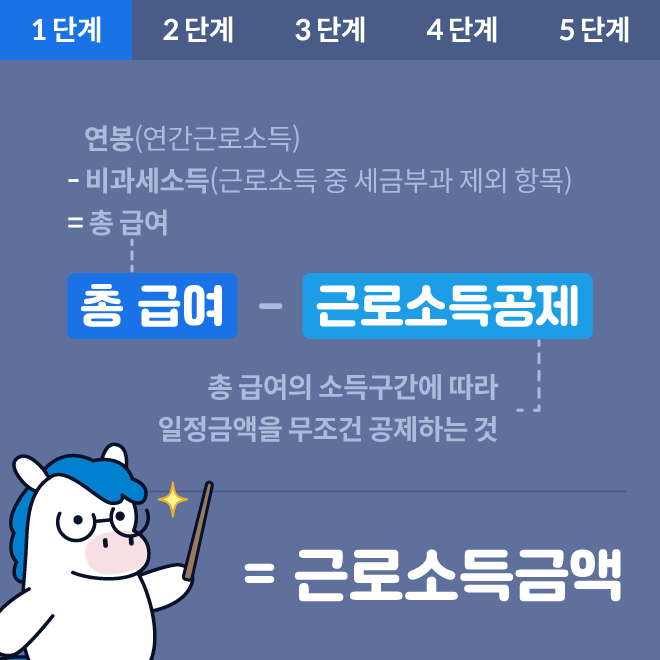 1 단계 2 단계 3 단계 4 단계 5 단계
연봉(연간근로소득)
- 비과세소득(근로소득 중 세금부과 제외 항목)
= 총 급여
총 급여 - 근로소득공제
총 급여의 소득구간에 따라
일정금액을 무조건 공제하는 것
= 근로소득금액